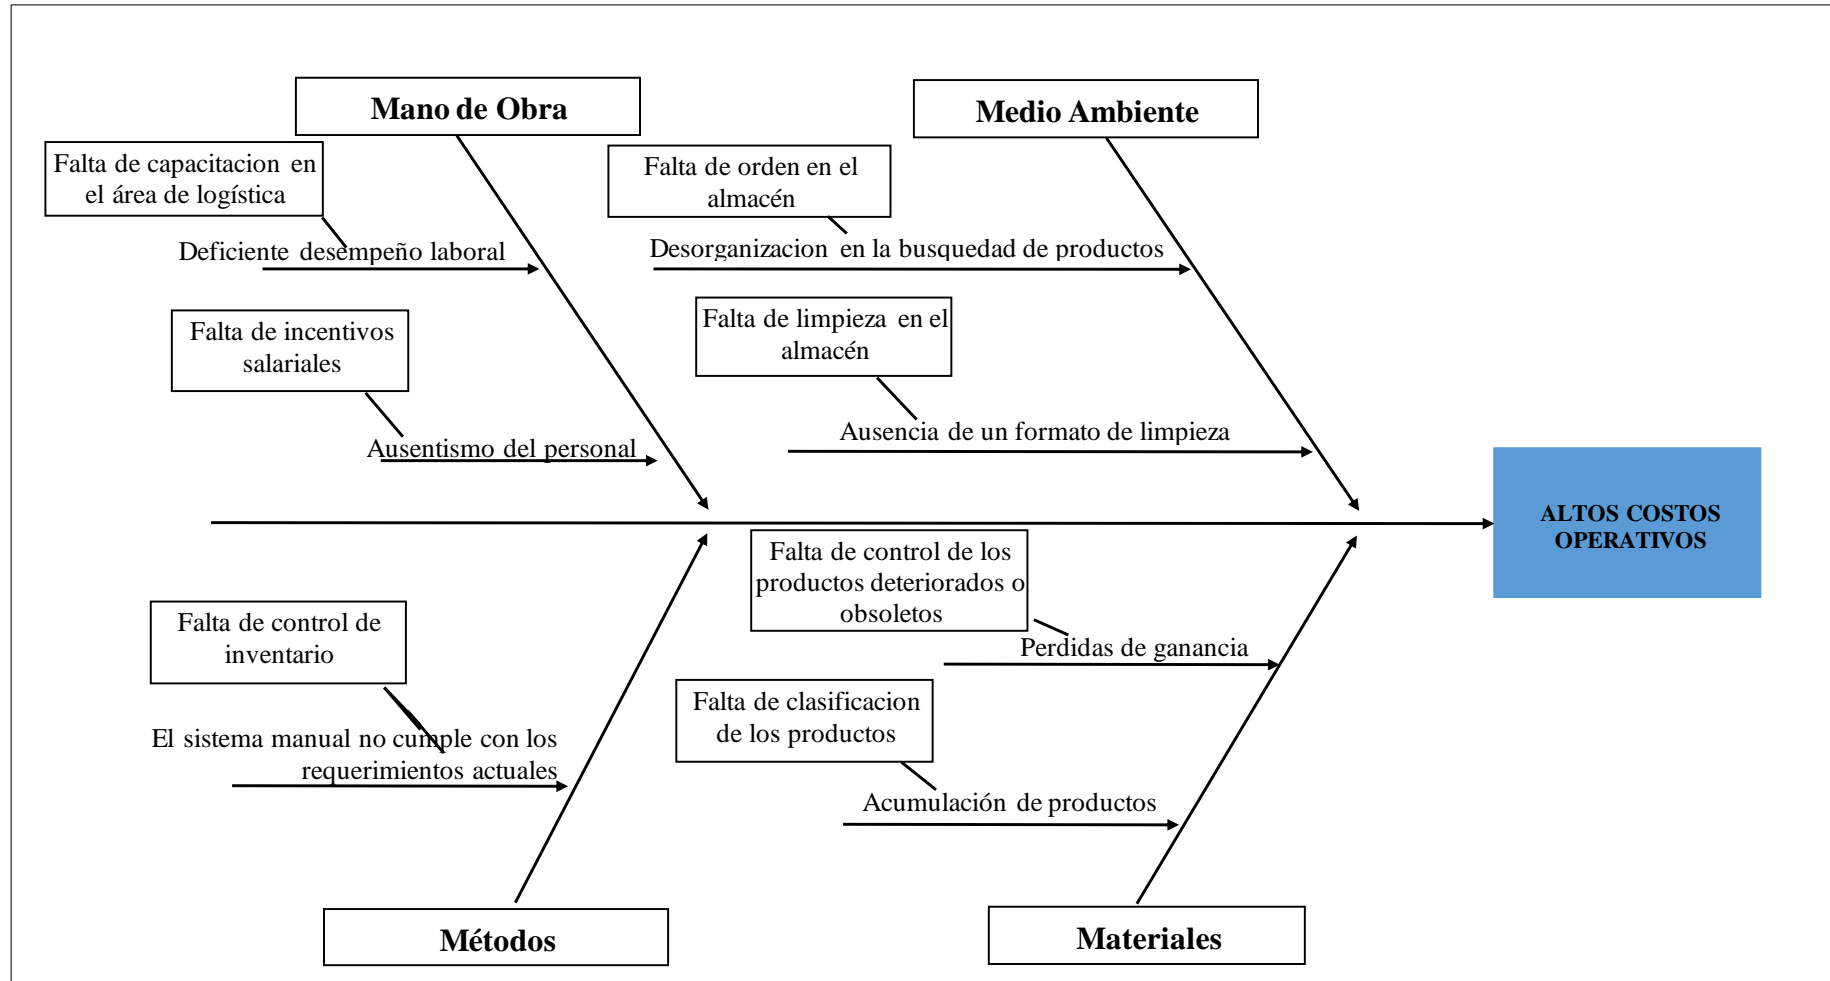 Mano de Obra
Medio Ambiente
Falta de capacitacion en
el área de logística
Deficiente desempeño laboral
Falta de orden en el
almacén
Desorganizacion en la busquedad de productos
Falta de incentivos
salariales
Ausentismo del personal
Falta de limpieza en el
almacén
Ausencia de un formato de limpieza
ALTOS COSTOS
OPERATIVOS
Falta de control de
inventario
El sistema manual no cumple con los
requerimientos actuales
Falta de control de los
productos deteriorados o
obsoletos
Perdidas de ganancia
Falta de clasificacion
de los productos
Acumulación de productos
Métodos
Materiales